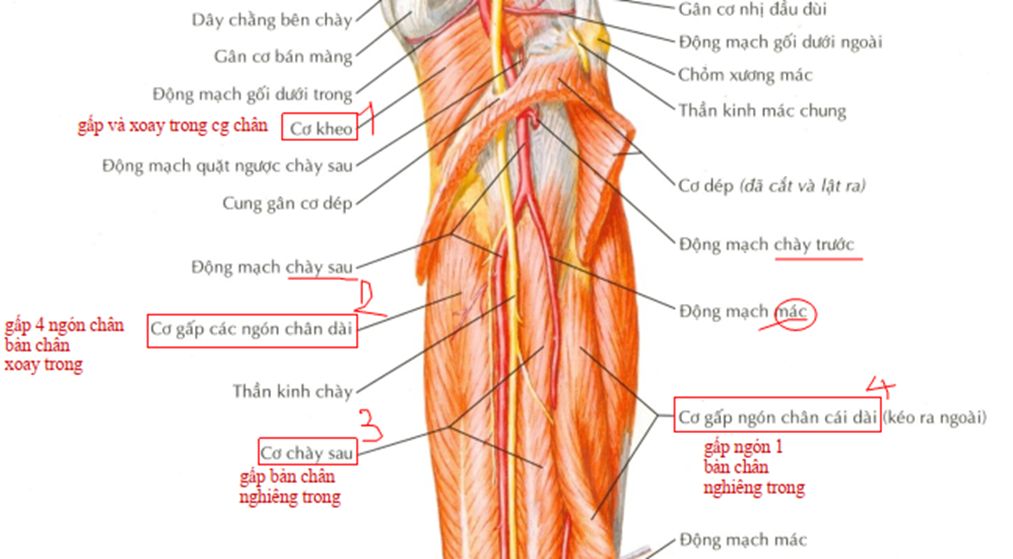 Dây chằng bên chày
Gân cơ bán màng
Động mạch gối dưới trong
gấp và xoay trong cg chân
Cơ kheo
1
Động mạch quặt ngược chày sau
Cung gân cơ dép
Động mạch chày sau
2
gấp 4 ngón chân
bản chân
xoay trong
Cơ gấp các ngón chân dài
Thần kinh chày
3
Cơ chày sau
gấp bản chân
nghiêng trong
Gân cơ nhị đầu đùi
Động mạch gối dưới ngoài
Chỏm xương mác
Thần kinh mác chung
Cơ dép (đã cắt và lật ra)
Động mạch chày trước
Động mạch mác
4
Cơ gấp ngón chân cái dài (kéo ra ngoài)
gấp ngón 1
bản chân
nghiêng trong
Động mạch mác